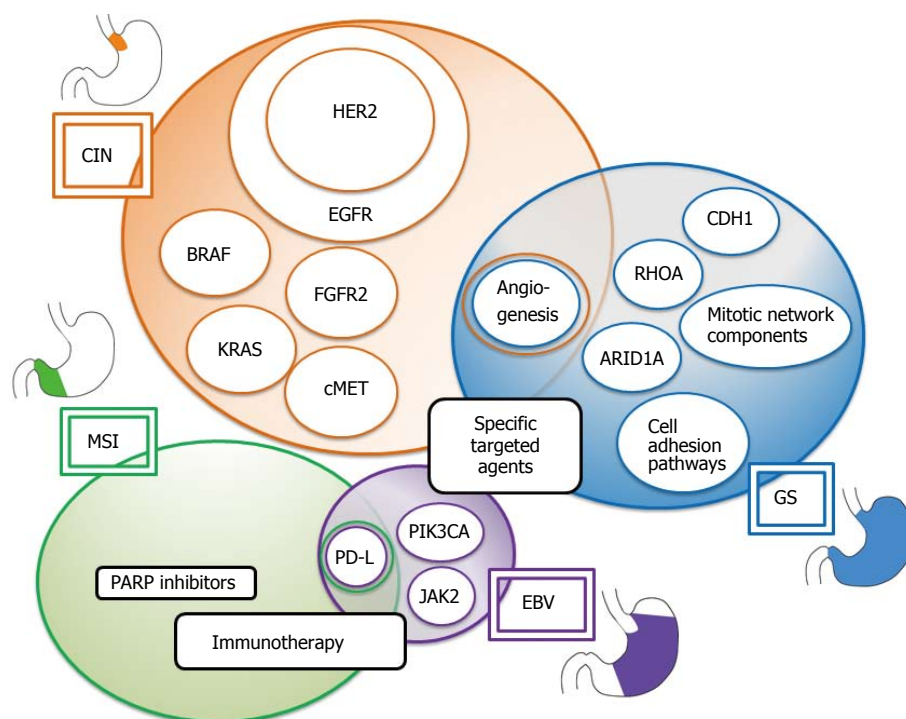 HER2
CIN
EGFR
CDH1
BRAF
RHOA
FGFR2
Angio-
genesis
Mitotic network
components
KRAS
ARID1A
cMET
Specific
targeted
agents
Cell
adhesion
pathways
MSI
GS
PIK3CA
PD-L
PARP inhibitors
JAK2
EBV
Immunotherapy